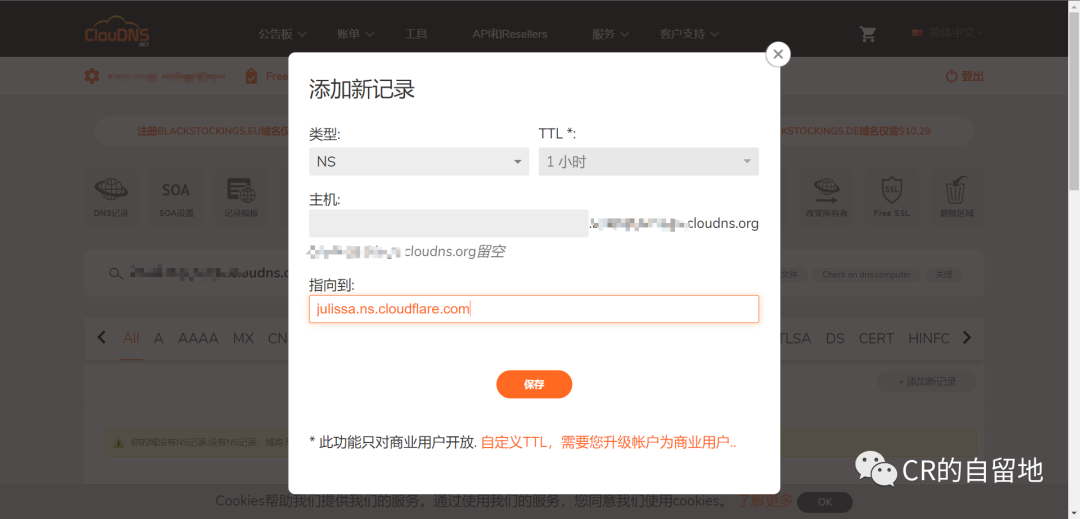 ClouDNS
.NET
公告板
账单
工具
API和Resellers
服务
客户支持
简体中文
Free
登出
注册BLACKSTOCKINGS.EU域名仅
KSTOCKINGS.DE域名仅需$10.29
DNS记录
SOA
SOA设置
记录模板
改变所有者
SSL
Free SSL
删除区域
添加新记录
类型:
TTL *:
NS
1 小时
主机:
cloudns.org
cloudns.org留空
指向到:
julissa.ns.cloudflare.com
保存
* 此功能只对商业用户开放. 自定义TTL，需要您升级帐户为商业用户..
oudns.o
文件
Check on dns.computer
关闭
All
A
AAAA
MX
CN
TLSA
DS
CERT
HINFC
+ 添加新记录
你的域没有NS记录.没有NS记录，域将
Cookies帮助我们提供我们的服务。通过使用我们的服务，您同意我们使用cookies。 了解更多
OK
CR的自留地